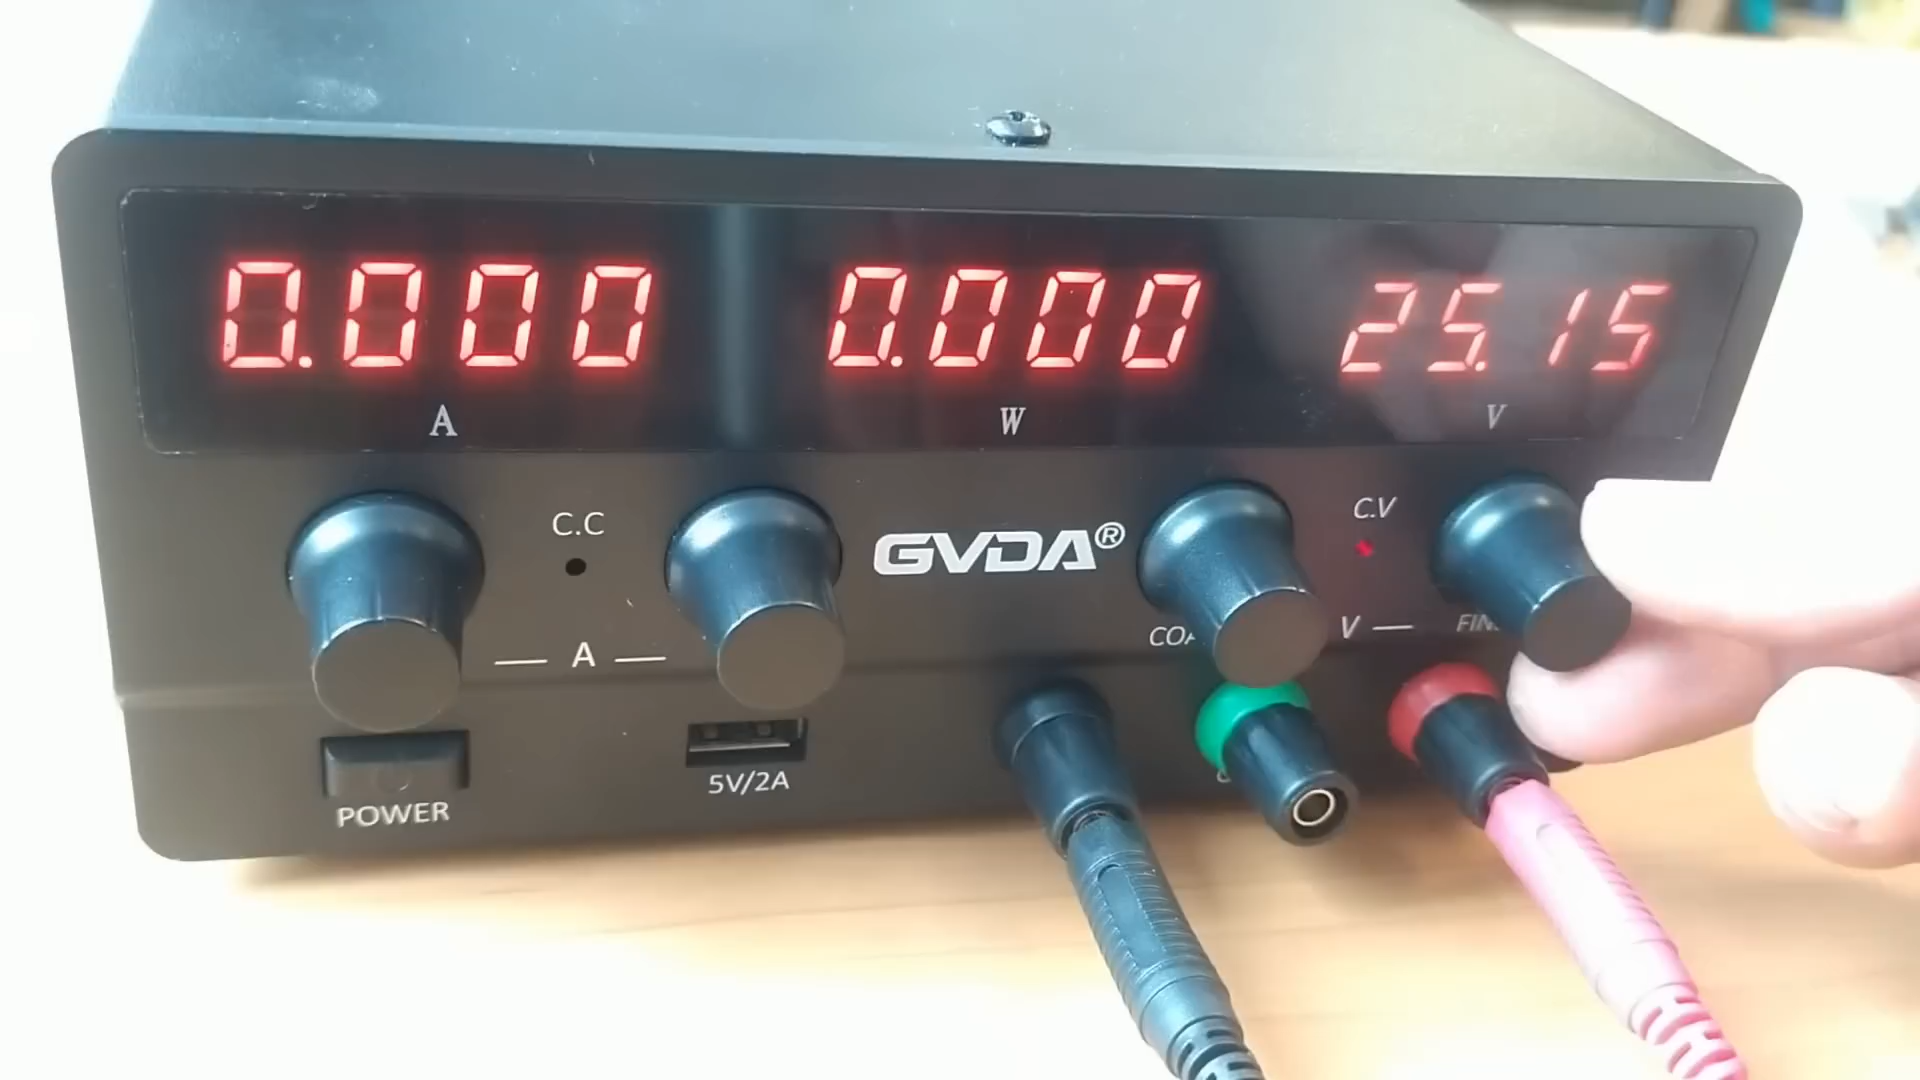 0.000 0.000 25.15
A W V
C.C GVDA® C.V
A V
POWER 5V/2A